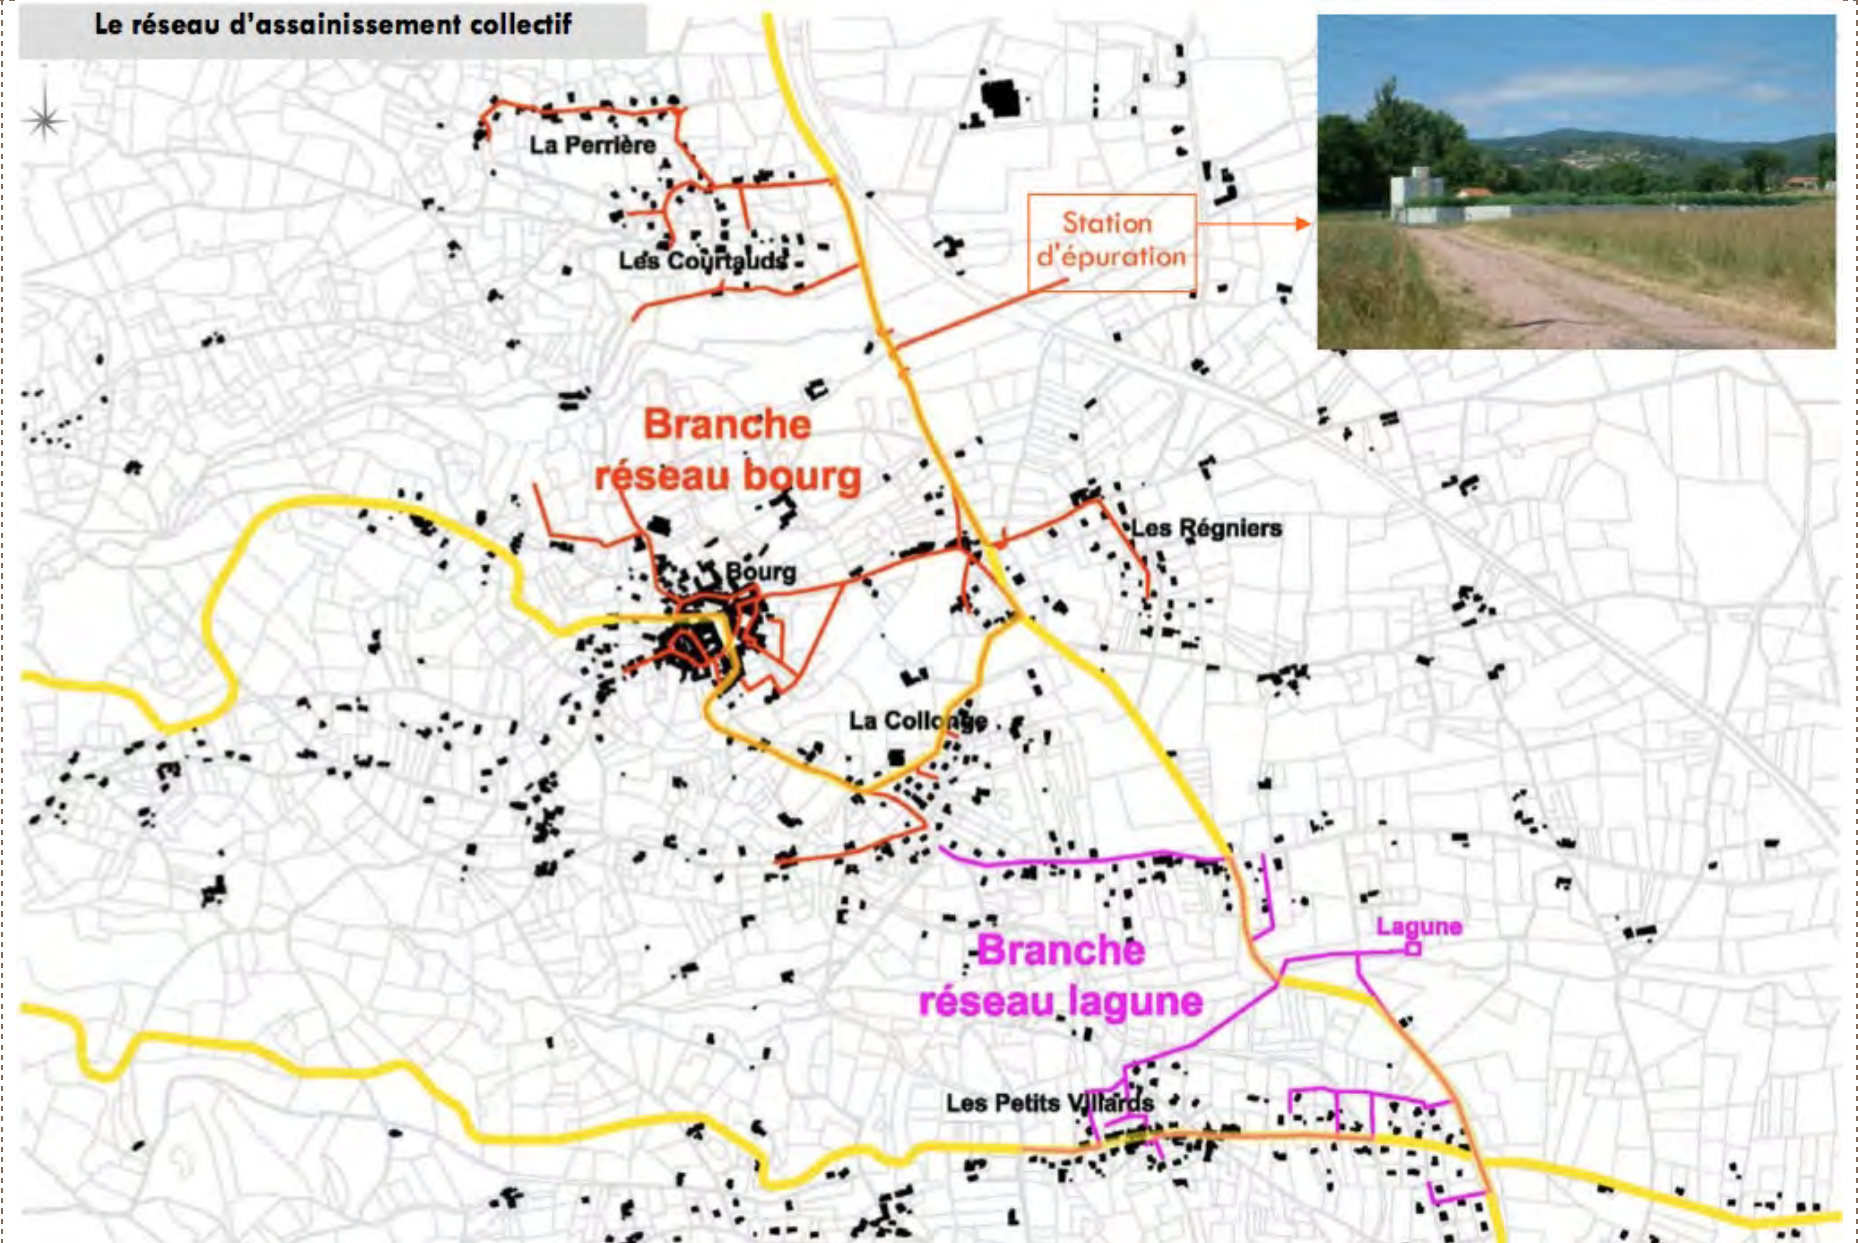 Le réseau d'assainissement collectif
La Perrière
Station
d'épuration
Les Courtauds
Branche
réseau bourg
Les Régniers
Bourg
La Collonge
Lagune
Branche
réseau lagune
Les Petits Villards